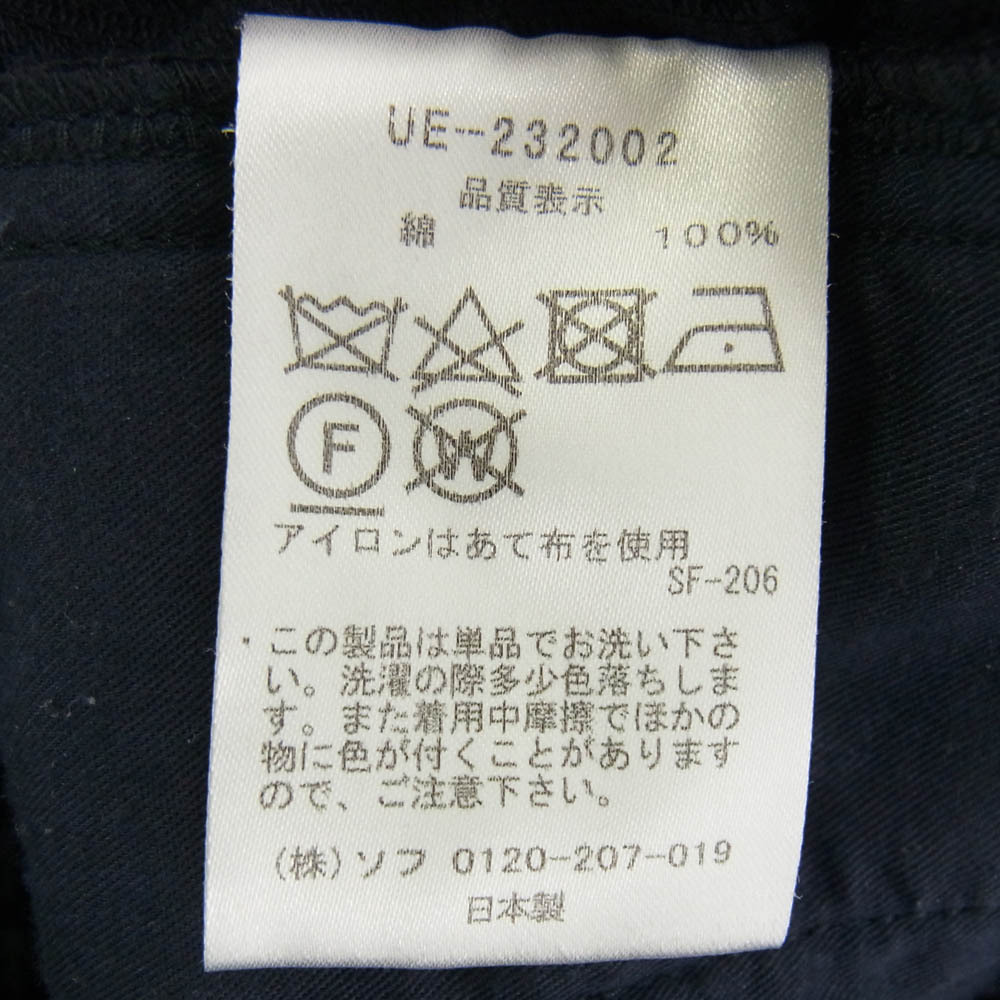 UE-232002
品質表示
綿 100%
F W
アイロンはあて布を使用
SF-206
・この製品は単品でお洗い下さ
い。洗濯の際多少色落ちしま
す。また着用中摩擦でほかの
物に色が付くことがあります
ので、ご注意下さい。
(株)ソフ 0120-207-019
日本製